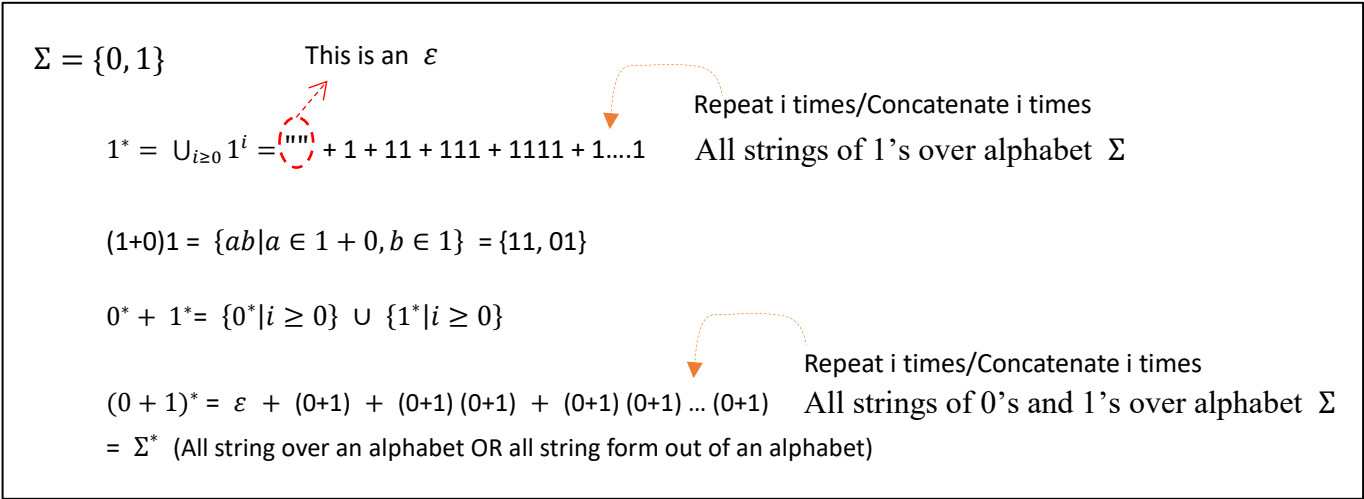 Σ = {0, 1}
This is an ε
Repeat i times/Concatenate i times
1* = ∪i≥0 1^i = "" + 1 + 11 + 111 + 1111 + 1....1
All strings of 1's over alphabet Σ
(1+0)1 = {ab|a ∈ 1 + 0, b ∈ 1} = {11, 01}
0* + 1*= {0*|i ≥ 0} ∪ {1*|i ≥ 0}
Repeat i times/Concatenate i times
(0 + 1)* = ε + (0+1) + (0+1) (0+1) + (0+1) (0+1) ... (0+1)
All strings of 0's and 1's over alphabet Σ
= Σ* (All string over an alphabet OR all string form out of an alphabet)